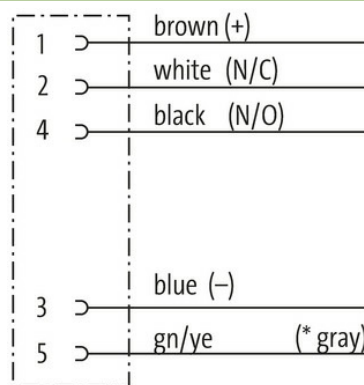 1 brown (+)
2 white (N/C)
4 black (N/O)
3 blue (–)
5 gn/ye (* gray)